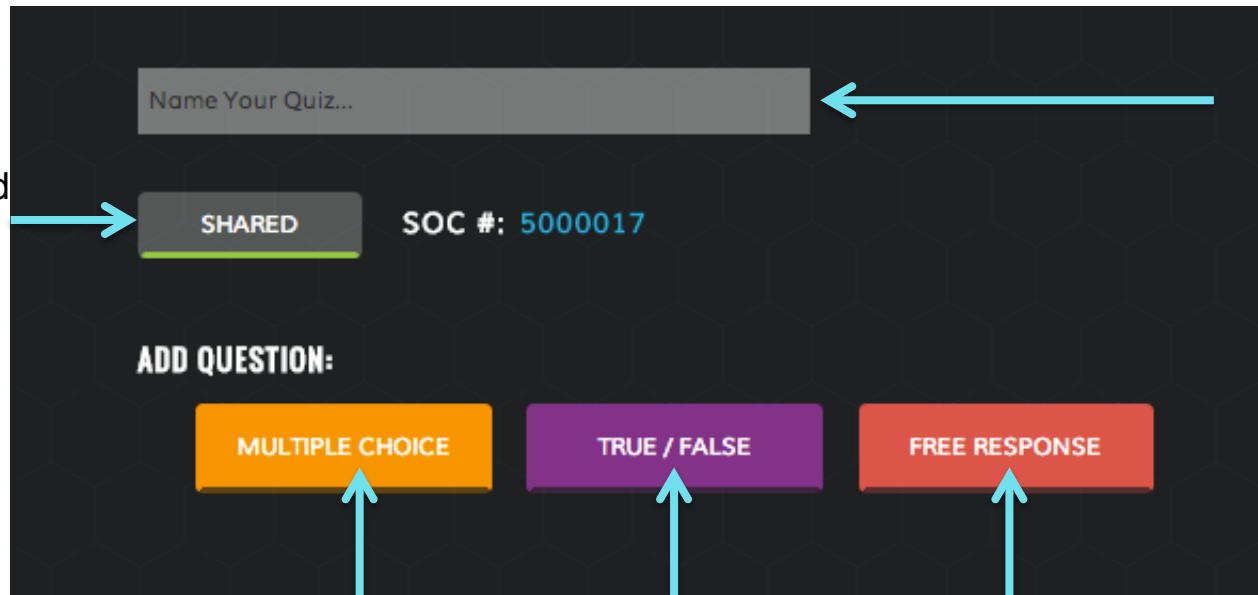 Name Your Quiz...
SHARED SOC #: 5000017
ADD QUESTION:
MULTIPLE CHOICE TRUE / FALSE FREE RESPONSE